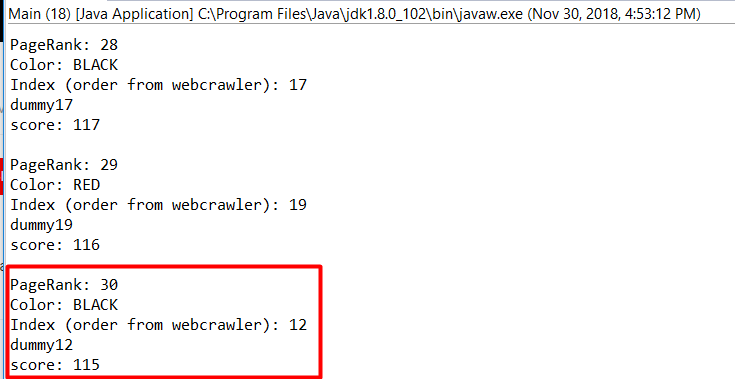 Main (18) [Java Application] C:\Program Files\Java\jdk1.8.0_102\bin\javaw.exe (Nov 30, 2018, 4:53:12 PM)
PageRank: 28
Color: BLACK
Index (order from webcrawler): 17
dummy17
score: 117
PageRank: 29
Color: RED
Index (order from webcrawler): 19
dummy19
score: 116
PageRank: 30
Color: BLACK
Index (order from webcrawler): 12
dummy12
score: 115